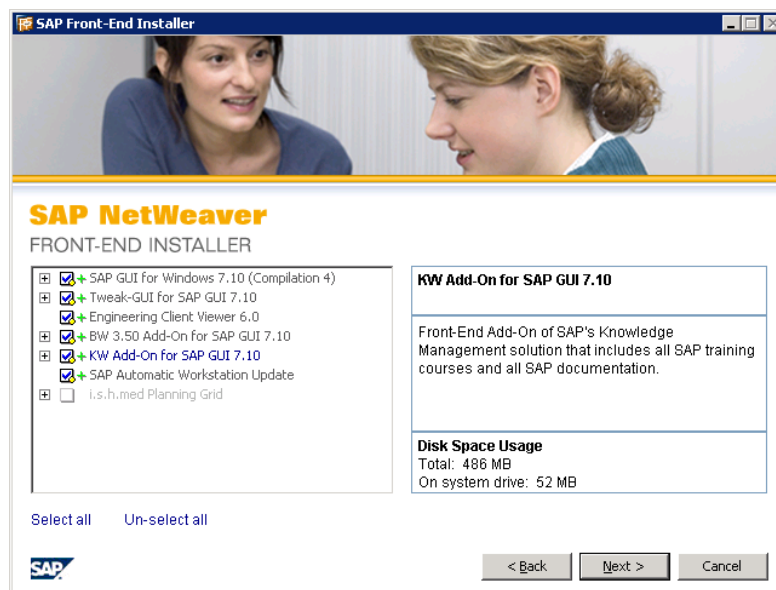 SAP Front-End Installer
SAP NetWeaver
FRONT-END INSTALLER
SAP GUI for Windows 7.10 (Compilation 4)
Tweak-GUI for SAP GUI 7.10
Engineering Client Viewer 6.0
BW 3.50 Add-On for SAP GUI 7.10
KW Add-On for SAP GUI 7.10
SAP Automatic Workstation Update
i.s.h.med Planning Grid
KW Add-On for SAP GUI 7.10
Front-End Add-On of SAP's Knowledge
Management solution that includes all SAP training
courses and all SAP documentation.
Disk Space Usage
Total: 486 MB
On system drive: 52 MB
Select all Un-select all
SAP
< Back Next > Cancel